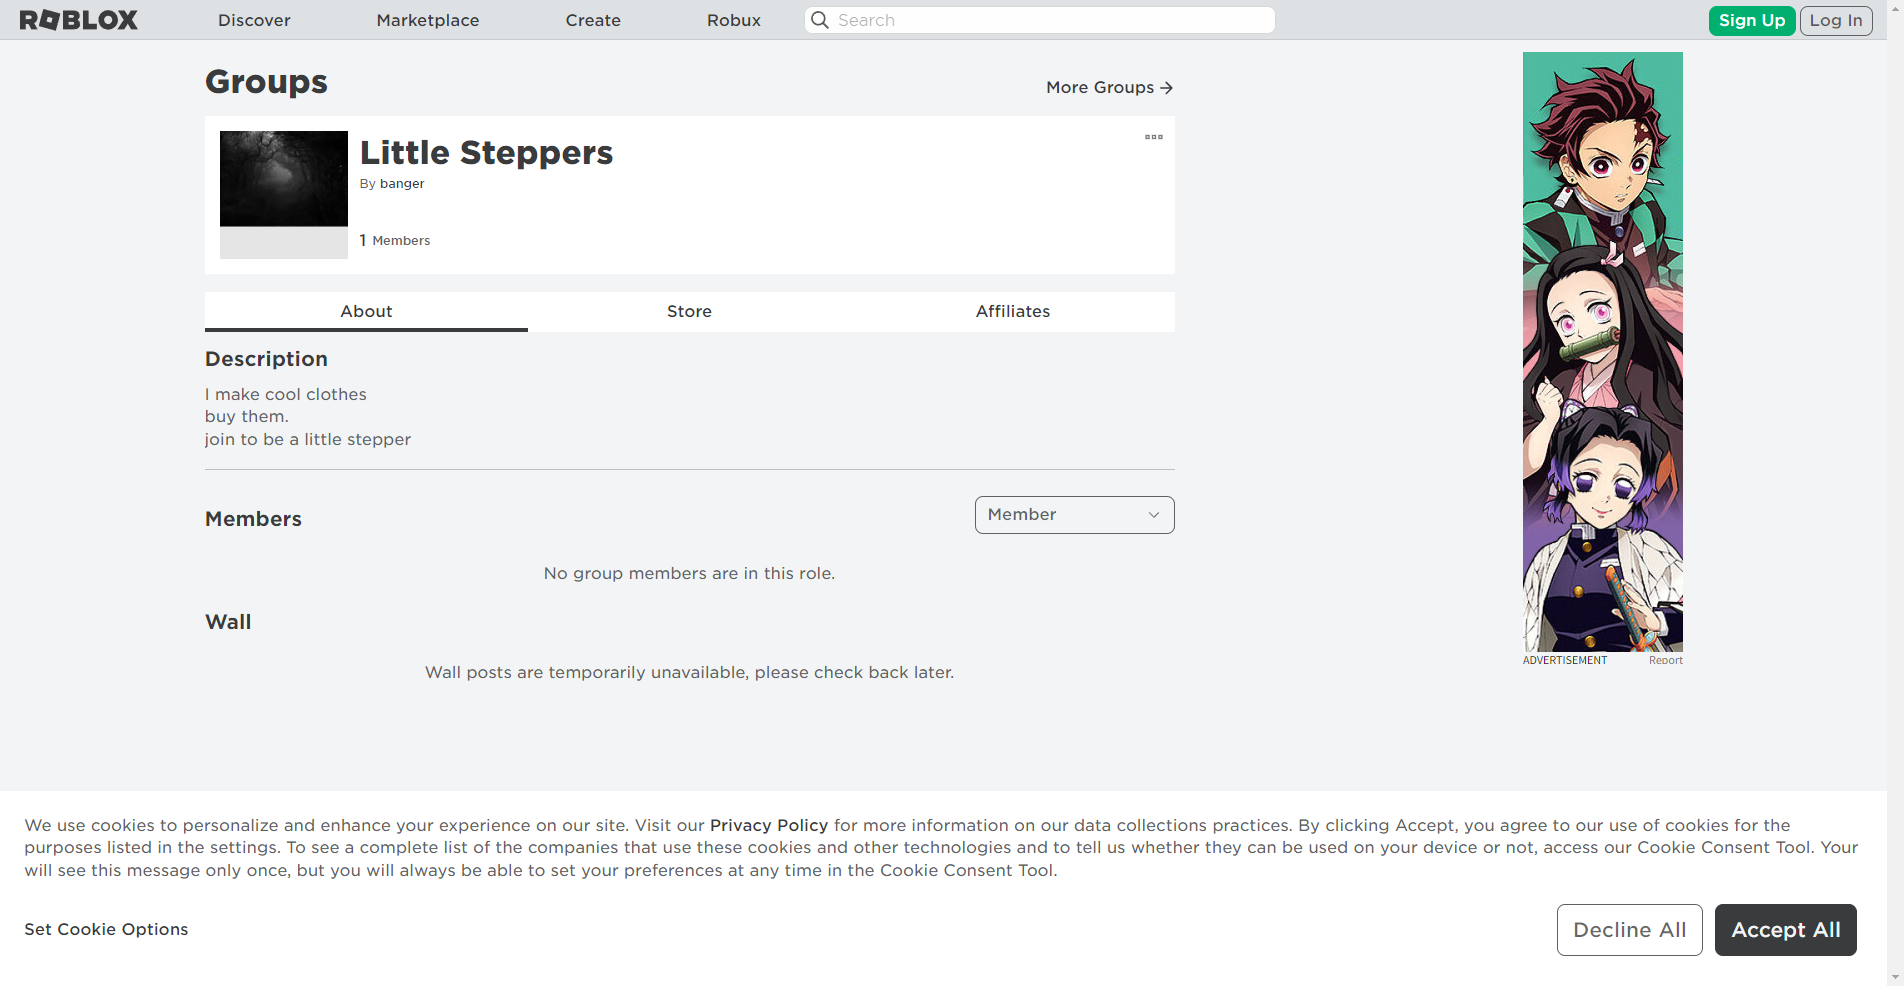 ROBLOX
Discover
Marketplace
Create
Robux
Search
Sign Up
Log In
Groups
More Groups
Little Steppers
By banger
1 Members
About
Store
Affiliates
Description
I make cool clothes
buy them.
join to be a little stepper
Members
Member
No group members are in this role.
Wall
Wall posts are temporarily unavailable, please check back later.
ADVERTISEMENT
Report
We use cookies to personalize and enhance your experience on our site. Visit our Privacy Policy for more information on our data collections practices. By clicking Accept, you agree to our use of cookies for the
purposes listed in the settings. To see a complete list of the companies that use these cookies and other technologies and to tell us whether they can be used on your device or not, access our Cookie Consent Tool. Your
will see this message only once, but you will always be able to set your preferences at any time in the Cookie Consent Tool.
Set Cookie Options
Decline All
Accept All